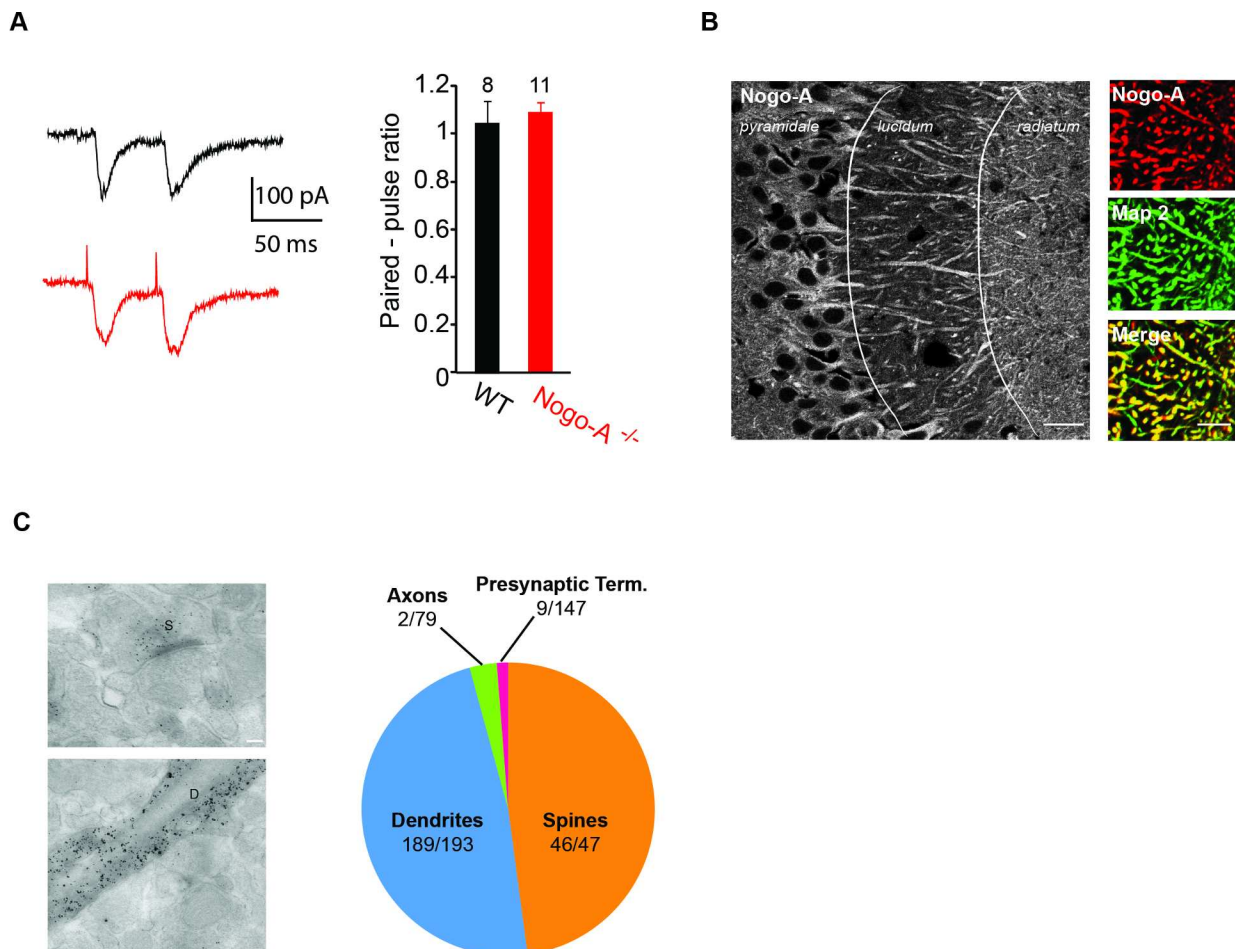 A
100 pA
50 ms
Paired - pulse ratio
1.2
1
0.8
0.6
0.4
0.2
0
8
11
WT
Nogo-A -/-
B
Nogo-A
pyramidale
lucidum
radiatum
Nogo-A
Map 2
Merge
C
S
D
Axons
2/79
Presynaptic Term.
9/147
Dendrites
189/193
Spines
46/47